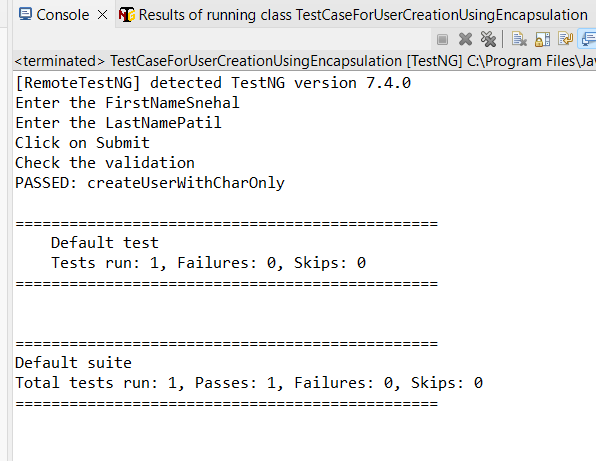 Console × Results of running class TestCaseForUserCreationUsingEncapsulation
<terminated> TestCaseForUserCreationUsingEncapsulation [TestNG] C:\Program Files\Jav
[RemoteTestNG] detected TestNG version 7.4.0
Enter the FirstNameSnehal
Enter the LastNamePatil
Click on Submit
Check the validation
PASSED: createUserWithCharOnly
===============================================
    Default test
    Tests run: 1, Failures: 0, Skips: 0
===============================================
===============================================
Default suite
Total tests run: 1, Passes: 1, Failures: 0, Skips: 0
===============================================